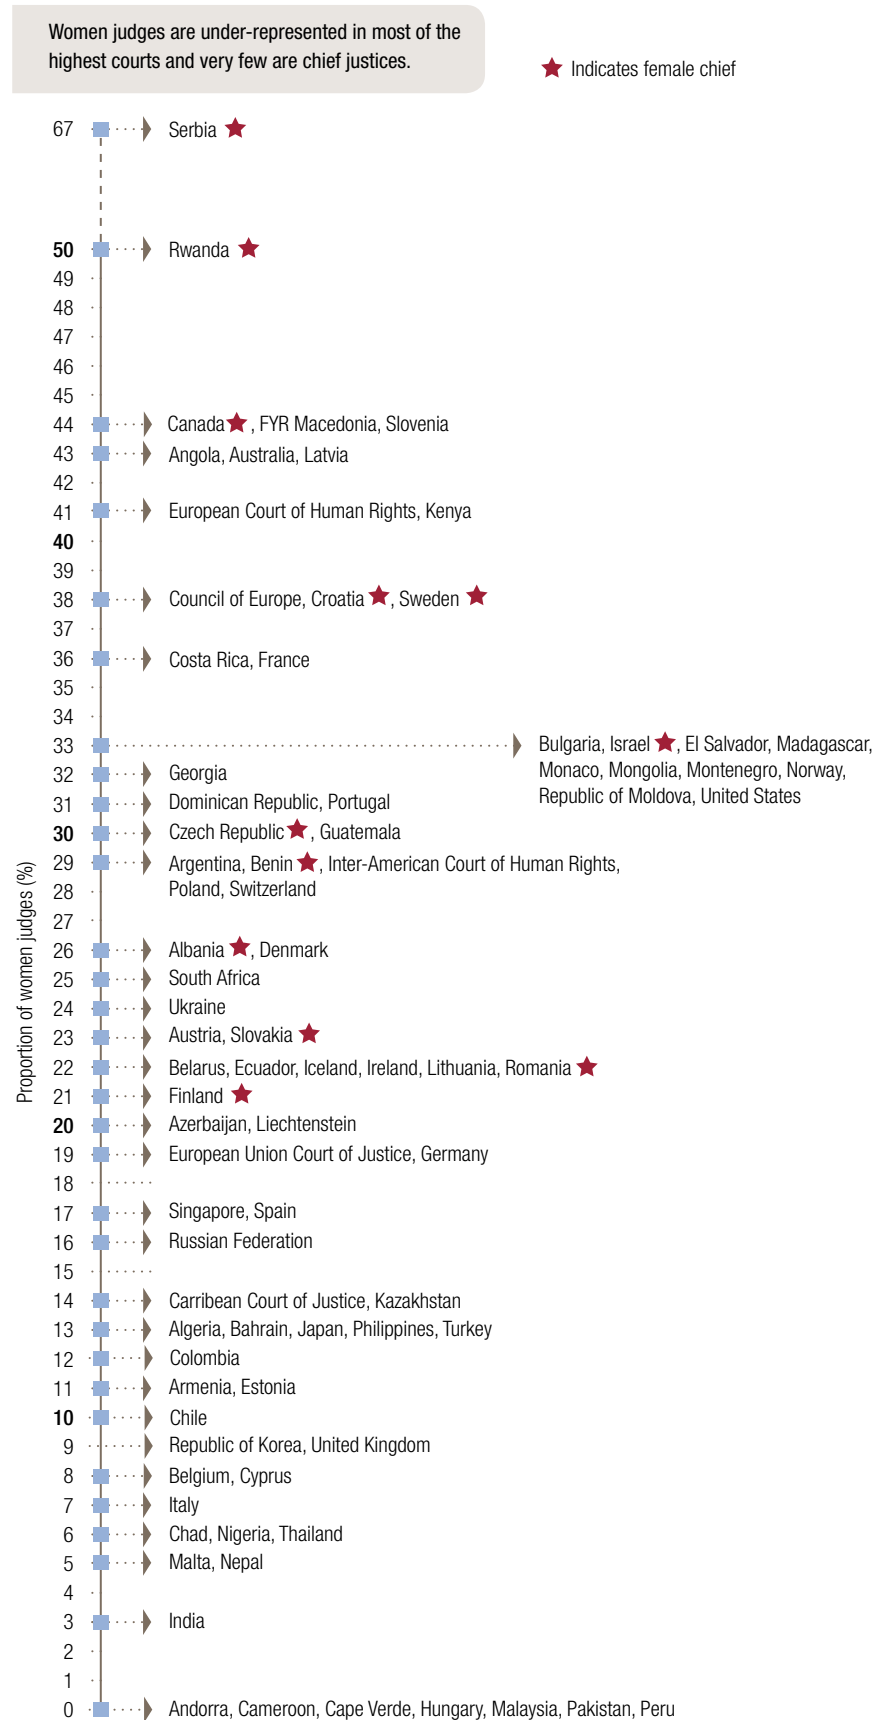 Women judges are under-represented in most of the
highest courts and very few are chief justices.
Indicates female chief
67 Serbia
50 Rwanda
49
48
47
46
45
44 Canada, FYR Macedonia, Slovenia
43 Angola, Australia, Latvia
42
41 European Court of Human Rights, Kenya
40
39
38 Council of Europe, Croatia, Sweden
37
36 Costa Rica, France
35
34
33 Bulgaria, Israel, El Salvador, Madagascar,
Monaco, Mongolia, Montenegro, Norway,
Republic of Moldova, United States
32 Georgia
31 Dominican Republic, Portugal
30 Czech Republic, Guatemala
29 Argentina, Benin, Inter-American Court of Human Rights,
Poland, Switzerland
28
27
26 Albania, Denmark
25 South Africa
24 Ukraine
23 Austria, Slovakia
22 Belarus, Ecuador, Iceland, Ireland, Lithuania, Romania
21 Finland
20 Azerbaijan, Liechtenstein
19 European Union Court of Justice, Germany
18
17 Singapore, Spain
16 Russian Federation
15
14 Carribean Court of Justice, Kazakhstan
13 Algeria, Bahrain, Japan, Philippines, Turkey
12 Colombia
11 Armenia, Estonia
10 Chile
9 Republic of Korea, United Kingdom
8 Belgium, Cyprus
7 Italy
6 Chad, Nigeria, Thailand
5 Malta, Nepal
4
3 India
2
1
0 Andorra, Cameroon, Cape Verde, Hungary, Malaysia, Pakistan, Peru
Proportion of women judges (%)